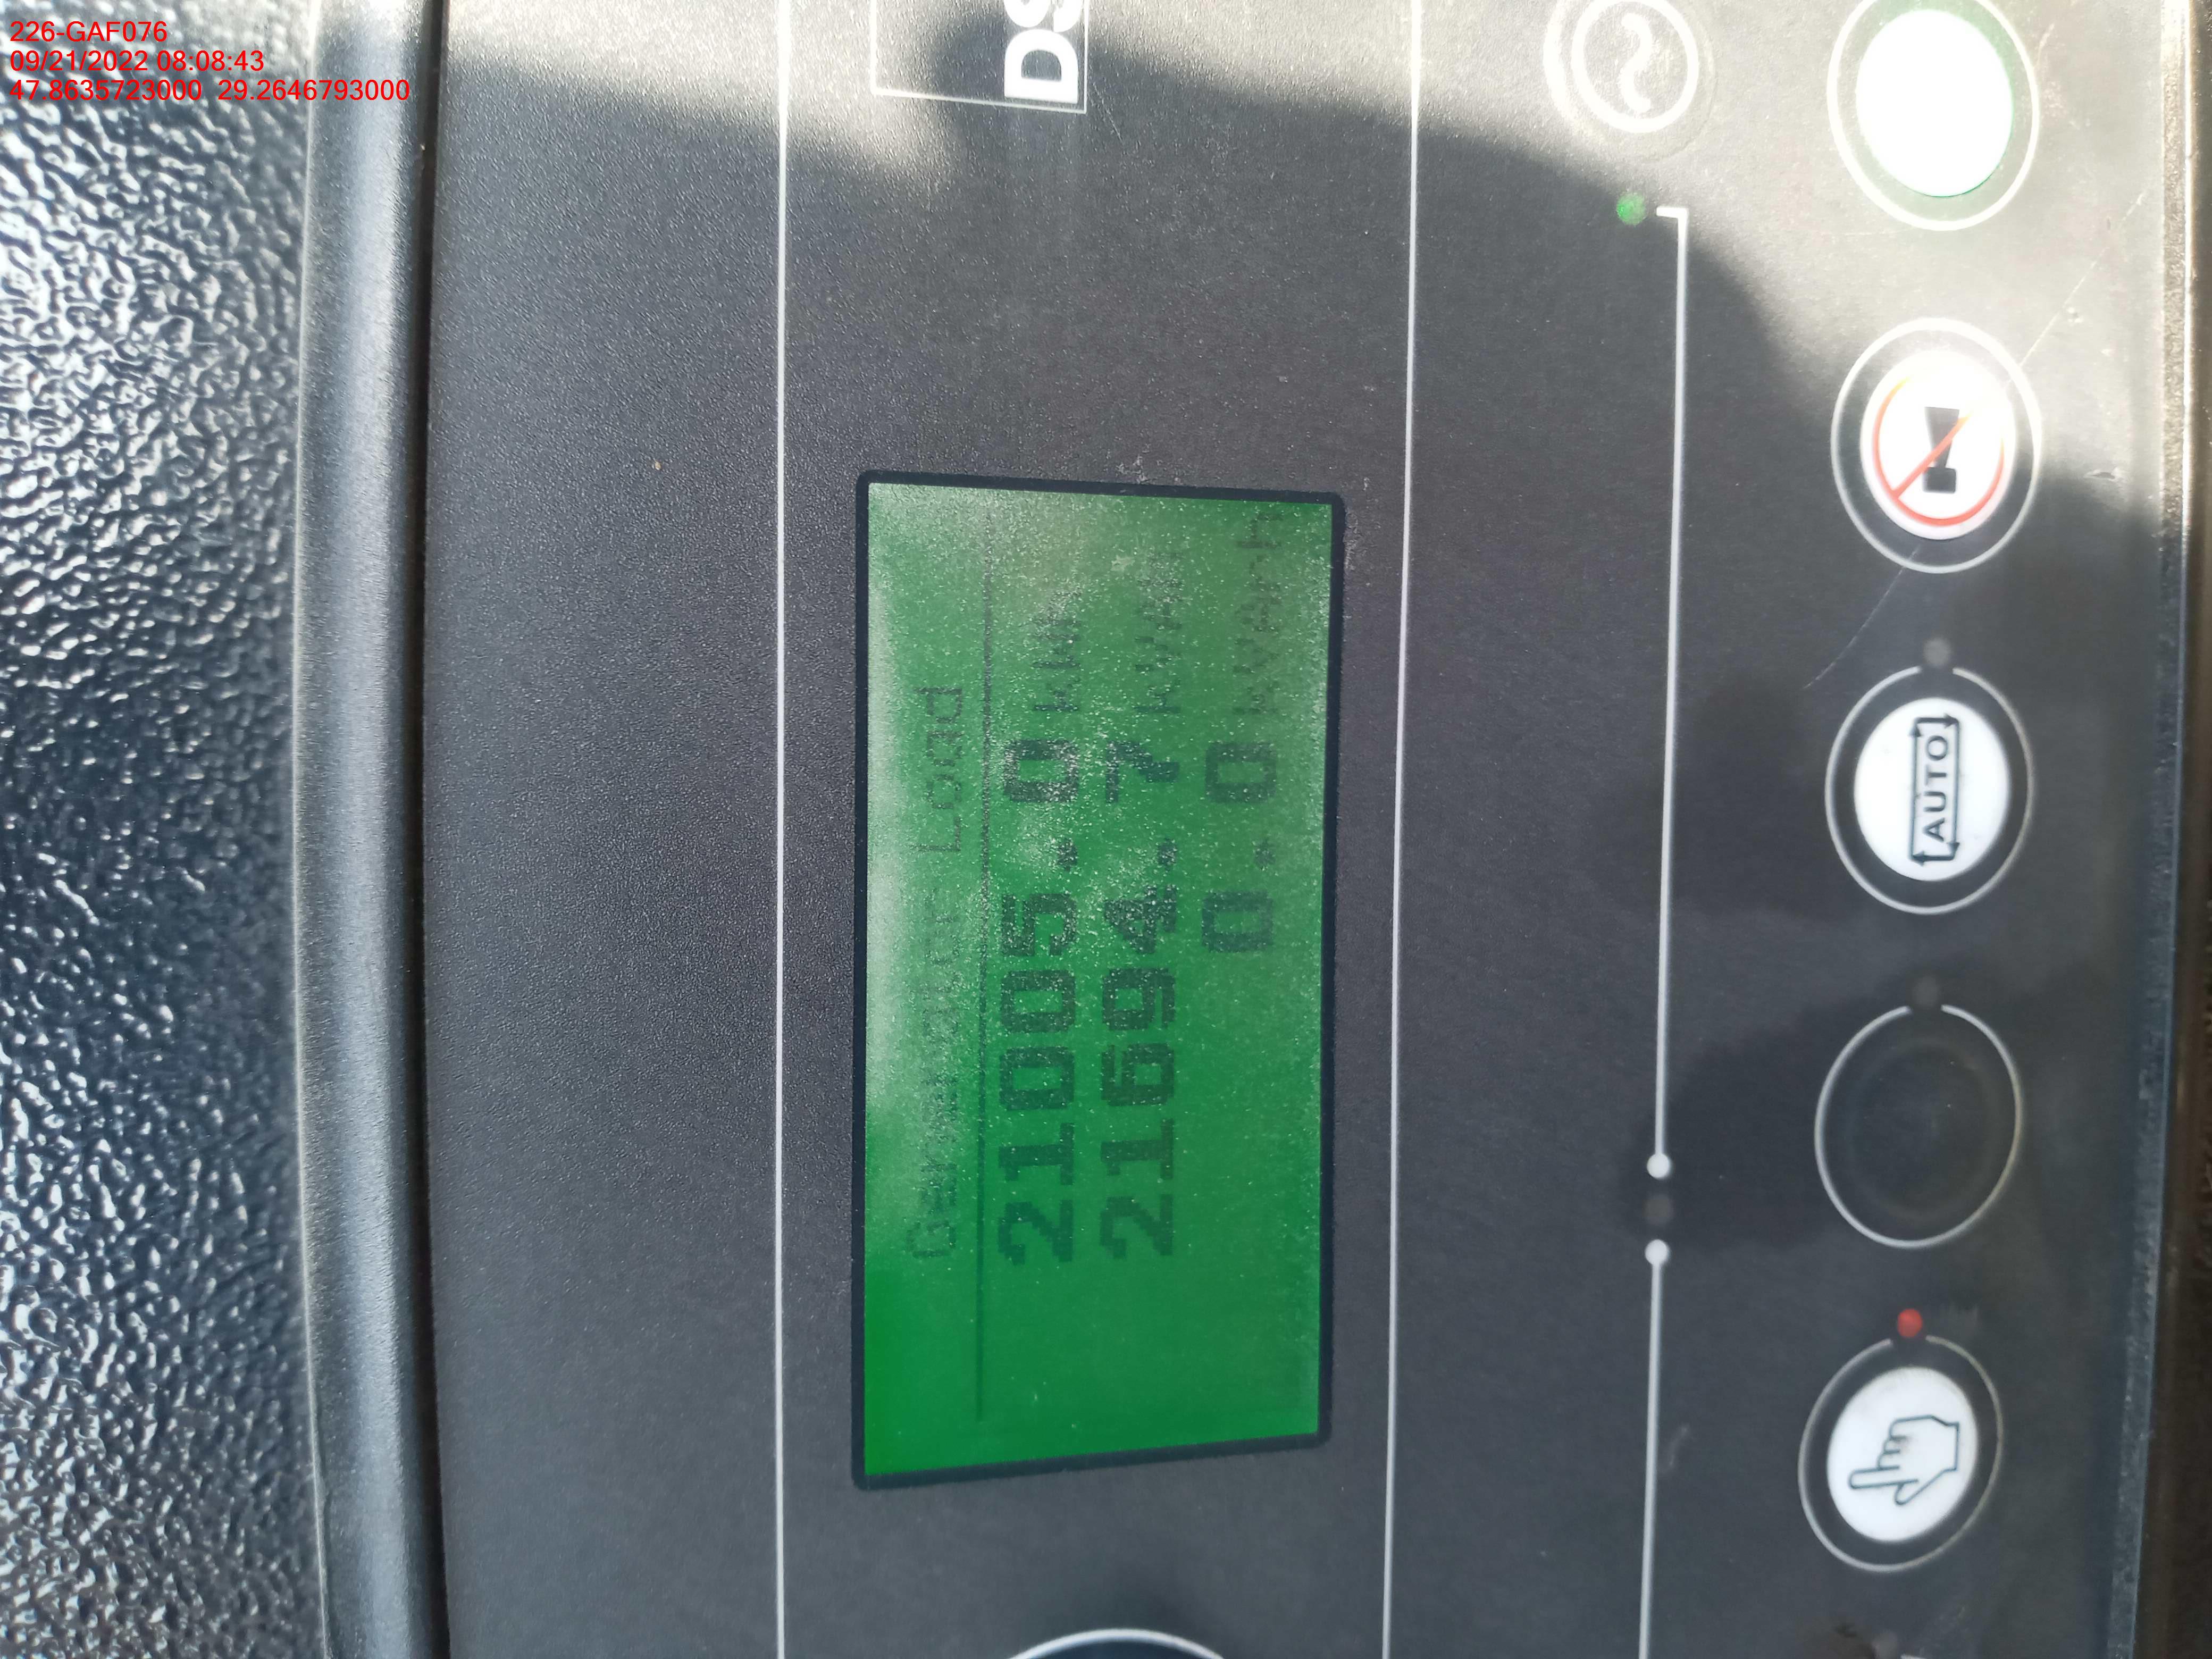 226-GAF076
09/21/2022 08:08:43
47.8635723000 29.2646793000
DS
Generator Load
21005.0 kWh
21694.7 kVAh
0.0 kVArh
AUTO